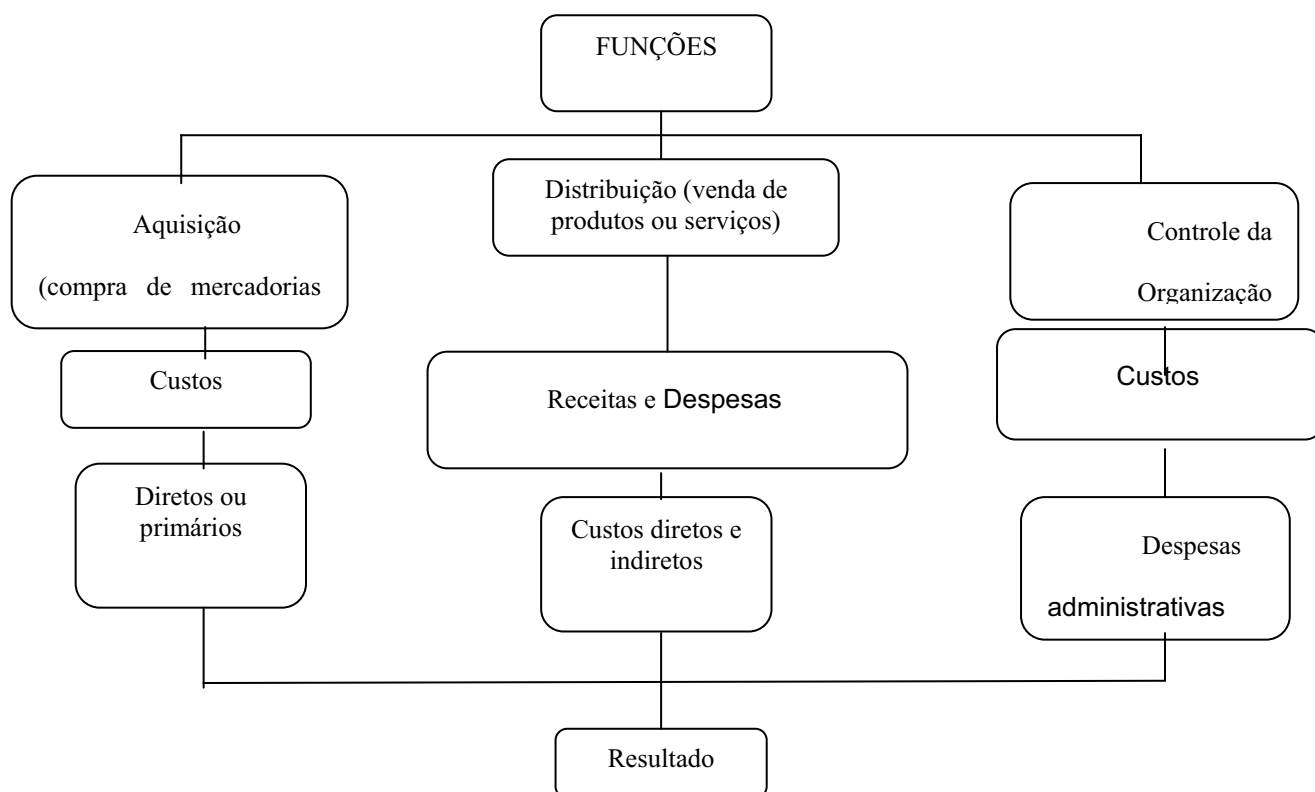 FUNÇÕES
Aquisição
(compra de mercadorias
Distribuição (venda de
produtos ou serviços)
Controle da
Organização
Custos
Receitas e Despesas
Custos
Diretos ou
primários
Custos diretos e
indiretos
Despesas
administrativas
Resultado